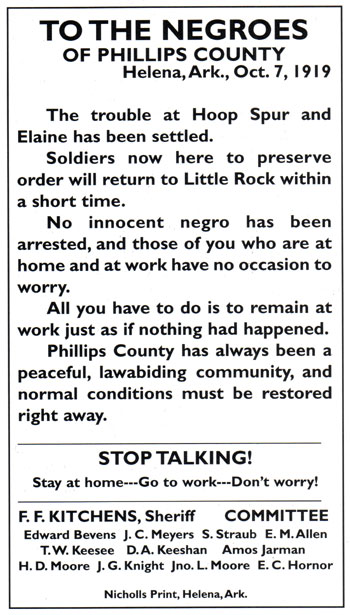 TO THE NEGROES
OF PHILLIPS COUNTY
Helena, Ark., Oct. 7, 1919
The trouble at Hoop Spur and
Elaine has been settled.
Soldiers now here to preserve
order will return to Little Rock within
a short time.
No innocent negro has been
arrested, and those of you who are at
home and at work have no occasion to
worry.
All you have to do is to remain at
work just as if nothing had happened.
Phillips County has always been a
peaceful, lawabiding community, and
normal conditions must be restored
right away.
STOP TALKING!
Stay at home---Go to work---Don't worry!
F. F. KITCHENS, Sheriff COMMITTEE
Edward Bevens J. C. Meyers S. Straub E. M. Allen
T. W. Keesee D. A. Keeshan Amos Jarman
H. D. Moore J. G. Knight Jno. L. Moore E. C. Hornor
Nicholls Print, Helena, Ark.